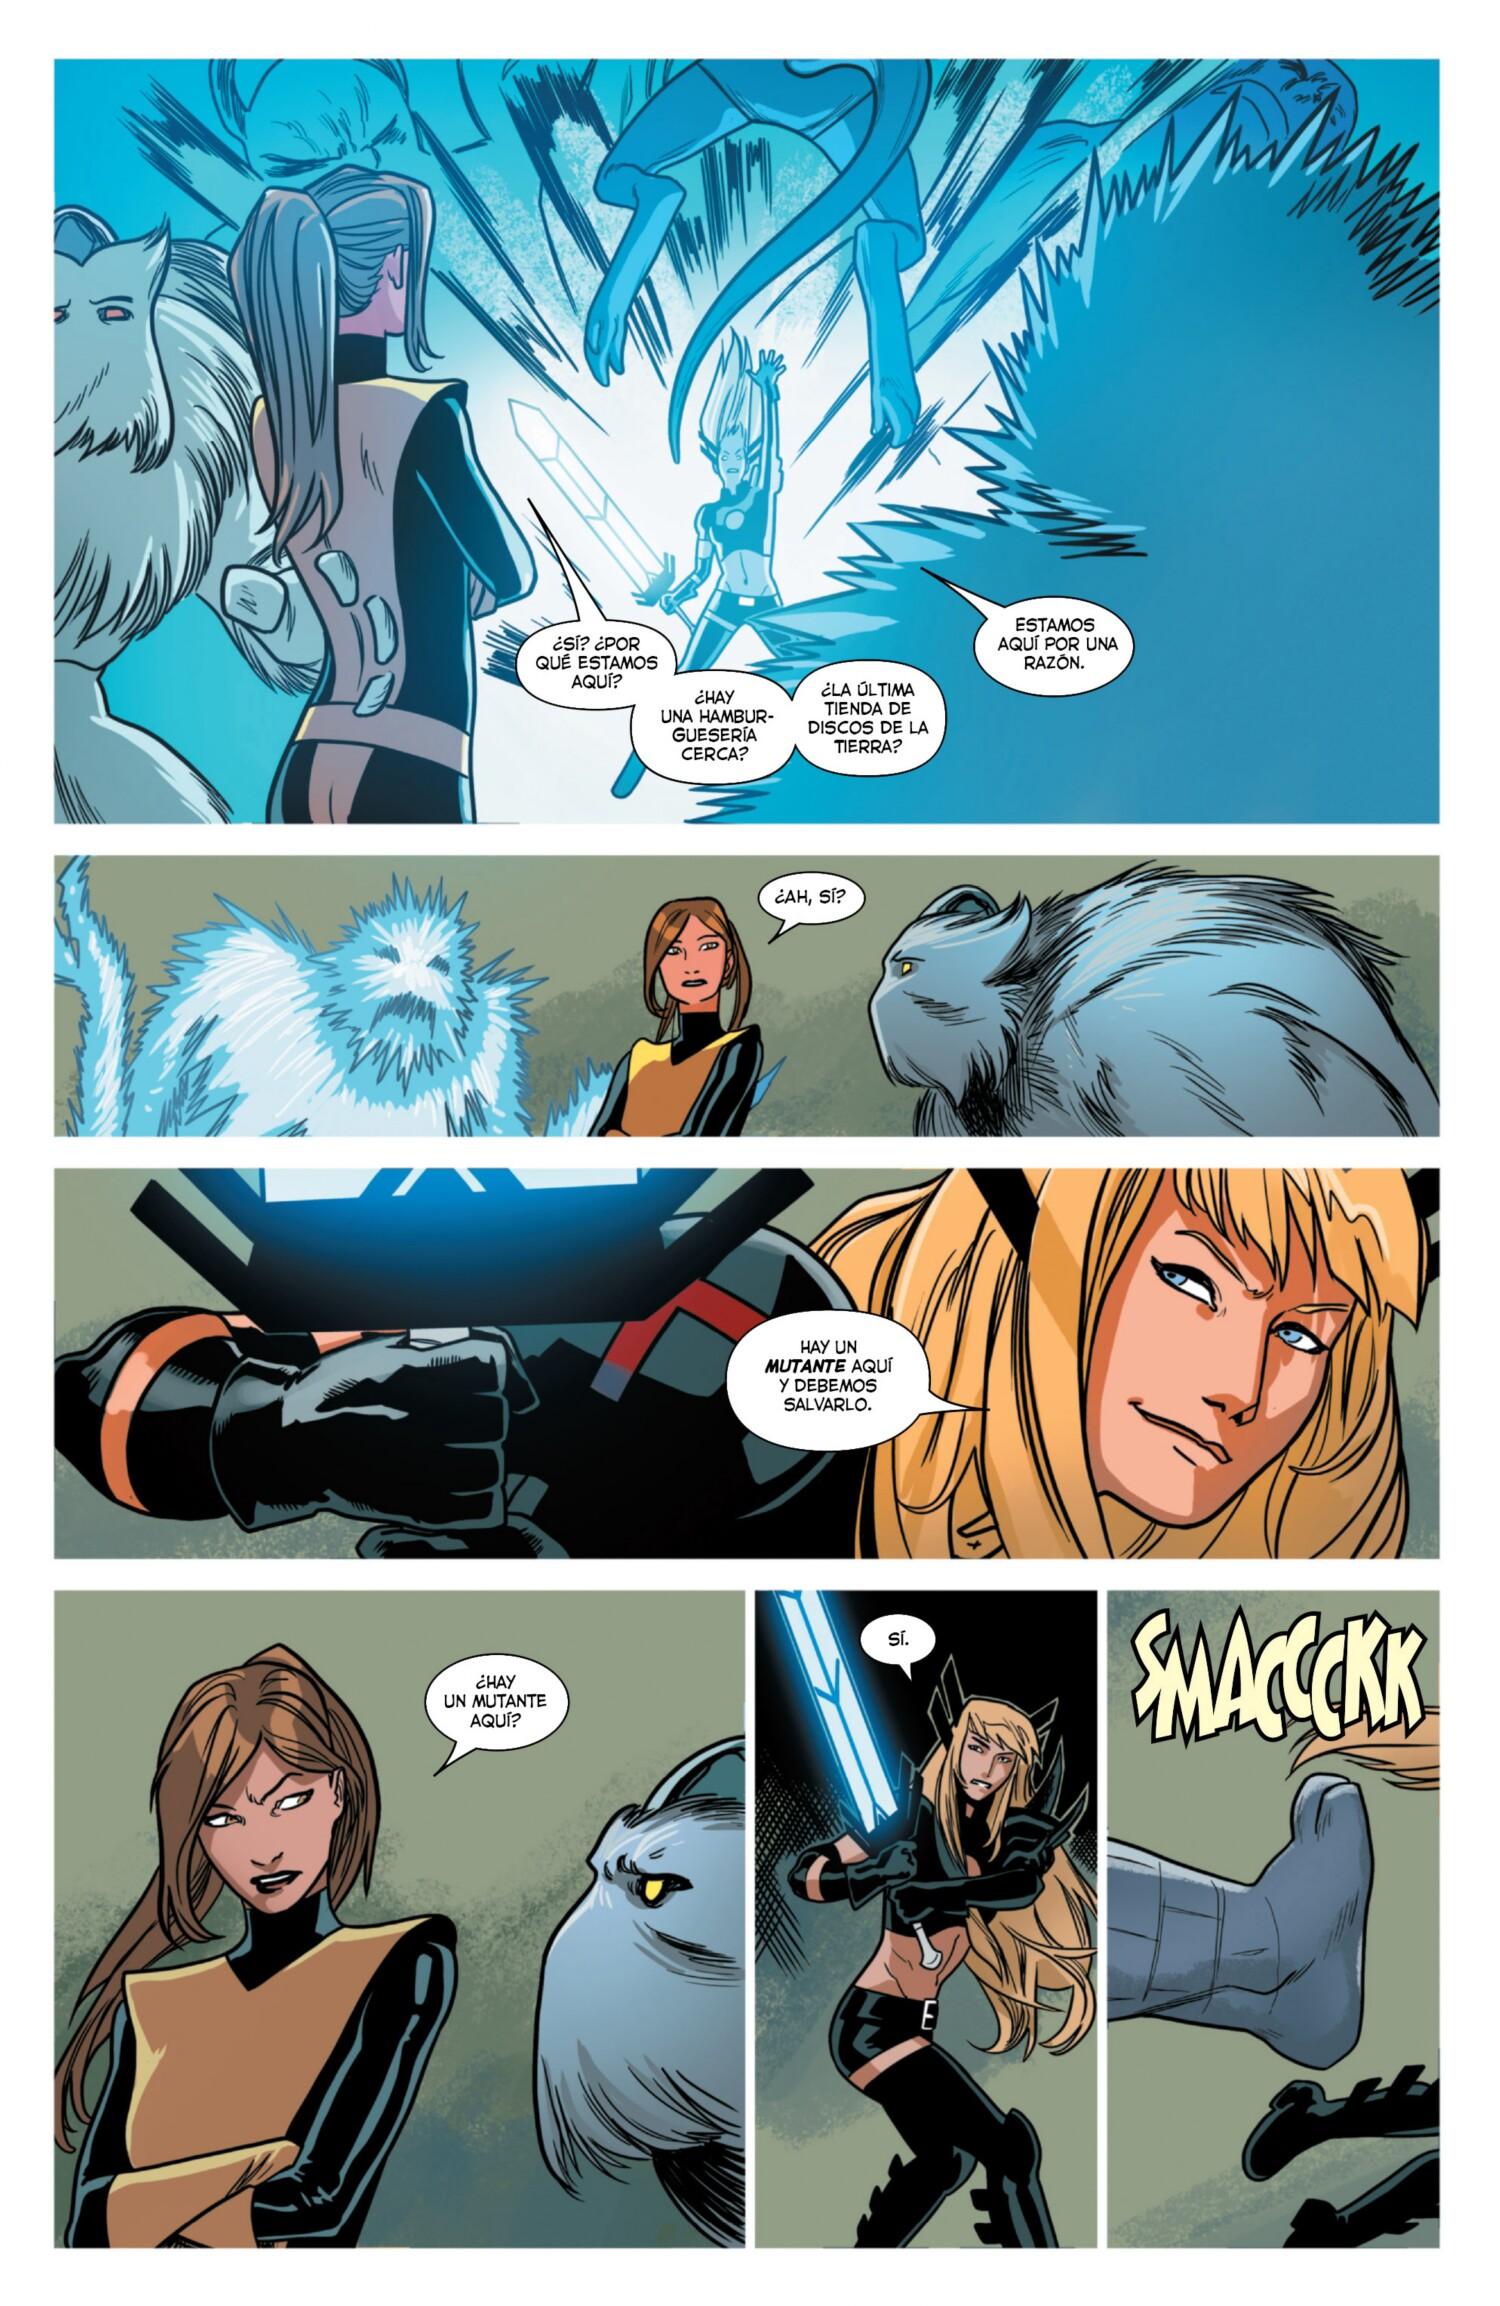 ¿SÍ? ¿POR
QUÉ ESTAMOS
AQUÍ?
¿HAY
UNA HAMBUR-
GUESERÍA
CERCA?
¿LA ÚLTIMA
TIENDA DE
DISCOS DE LA
TIERRA?
ESTAMOS
AQUÍ POR UNA
RAZÓN.
¿AH, SÍ?
HAY UN
MUTANTE AQUÍ
Y DEBEMOS
SALVARLO.
¿HAY
UN MUTANTE
AQUÍ?
SÍ.
SMACCCKK